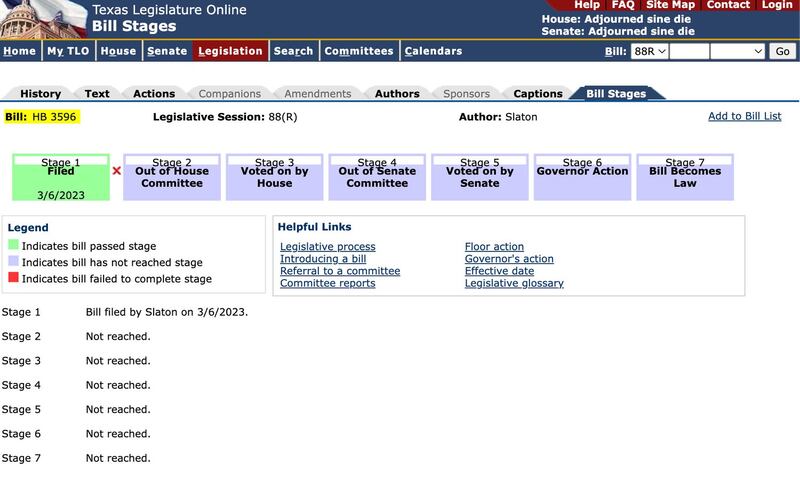 Texas Legislature Online
Bill Stages
Help FAQ Site Map Contact Login
House: Adjourned sine die
Senate: Adjourned sine die
Home My TLO House Senate Legislation Search Committees Calendars
Bill: 88R Go
History Text Actions Companions Amendments Authors Sponsors Captions Bill Stages
Bill: HB 3596 Legislative Session: 88(R) Author: Slaton Add to Bill List
Stage 1
Filed
3/6/2023
Stage 2
Out of House
Committee
Stage 3
Voted on by
House
Stage 4
Out of Senate
Committee
Stage 5
Voted on by
Senate
Stage 6
Governor Action
Stage 7
Bill Becomes
Law
Legend
Indicates bill passed stage
Indicates bill has not reached stage
Indicates bill failed to complete stage
Helpful Links
Legislative process
Introducing a bill
Referral to a committee
Committee reports
Floor action
Governor's action
Effective date
Legislative glossary
Stage 1 Bill filed by Slaton on 3/6/2023.
Stage 2 Not reached.
Stage 3 Not reached.
Stage 4 Not reached.
Stage 5 Not reached.
Stage 6 Not reached.
Stage 7 Not reached.